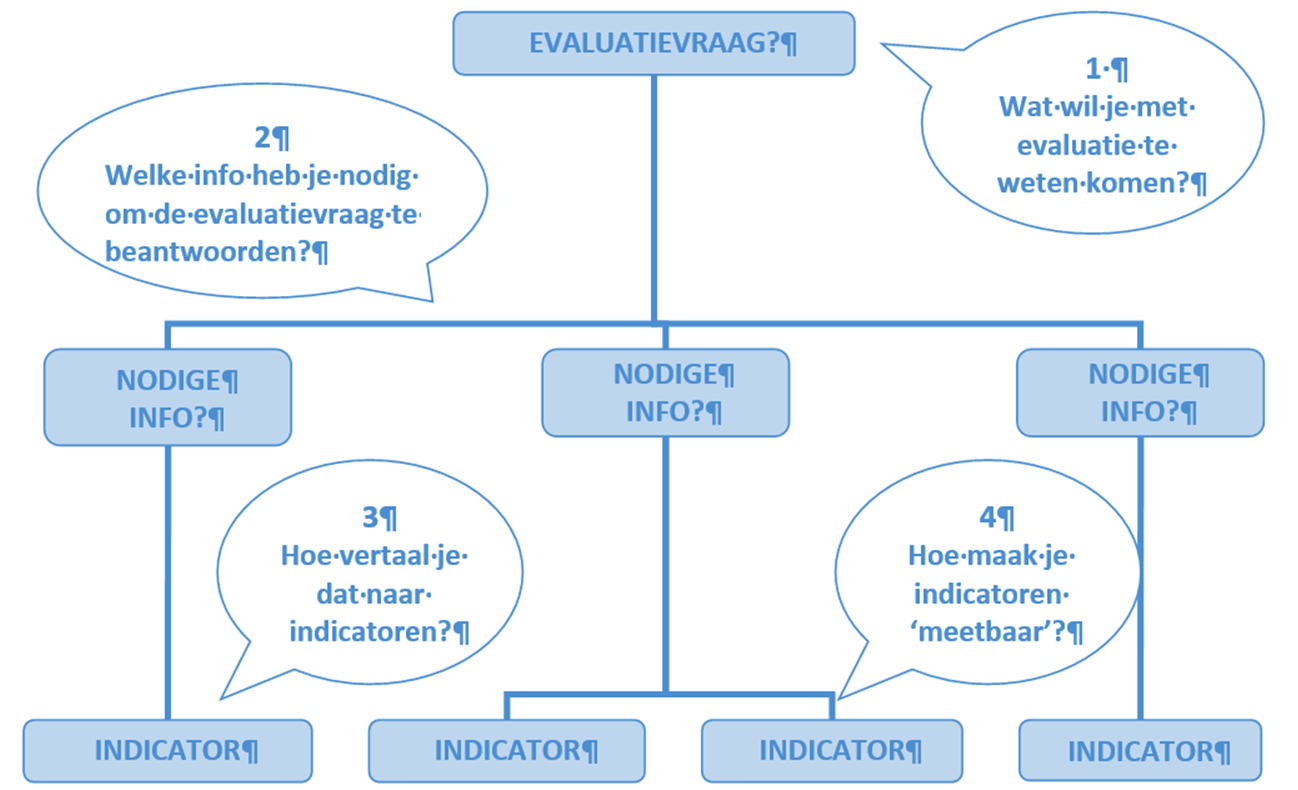 EVALUATIEVRAAG?¶
1·¶
Wat·wil·je·met·
evaluatie·te·
weten·komen?¶
2¶
Welke·info·heb·je·nodig·
om·de·evaluatievraag·te·
beantwoorden?¶
NODIGE¶
INFO?¶
NODIGE¶
INFO?¶
NODIGE¶
INFO?¶
3¶
Hoe·vertaal·je·
dat·naar·
indicatoren?¶
4¶
Hoe·maak·je·
indicatoren·
‘meetbaar’?¶
INDICATOR¶
INDICATOR¶
INDICATOR¶
INDICATOR¶